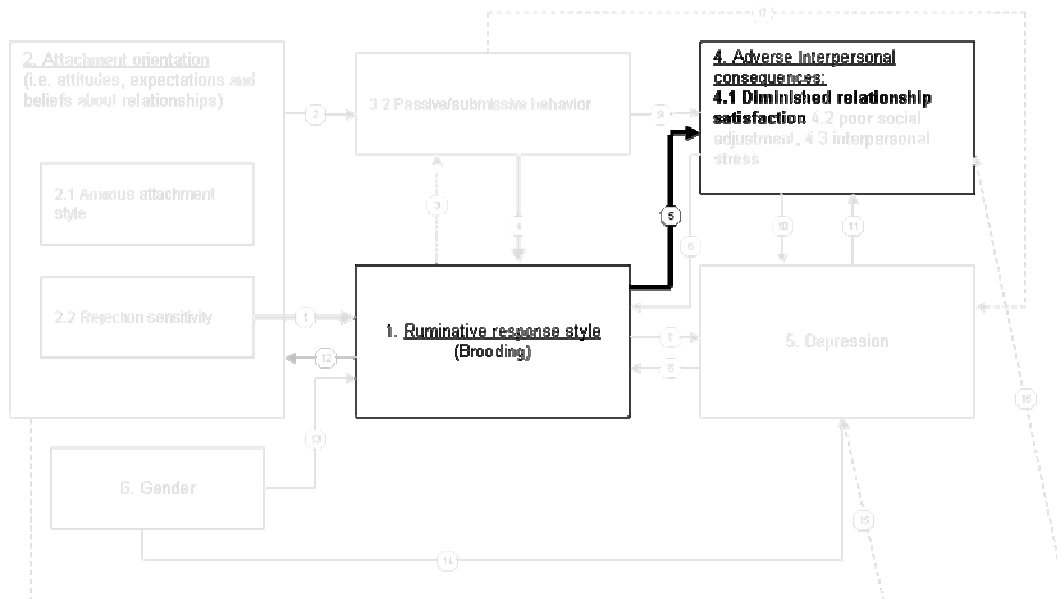 17
2. Attachment orientation
(i.e. attitudes, expectations and
beliefs about relationships)
2.1 Anxious attachment
style
2.2 Rejection sensitivity
3.2 Passive/submissive behavior
4. Adverse Interpersonal
consequences:
4.1 Diminished relationship
satisfaction, 4.2 poor social
adjustment, 4.3 interpersonal
stress
2
9
3
4
5
6
10
11
1
12
1. Ruminative response style
(Brooding)
7
8
5. Depression
13
6. Gender
14
15
16